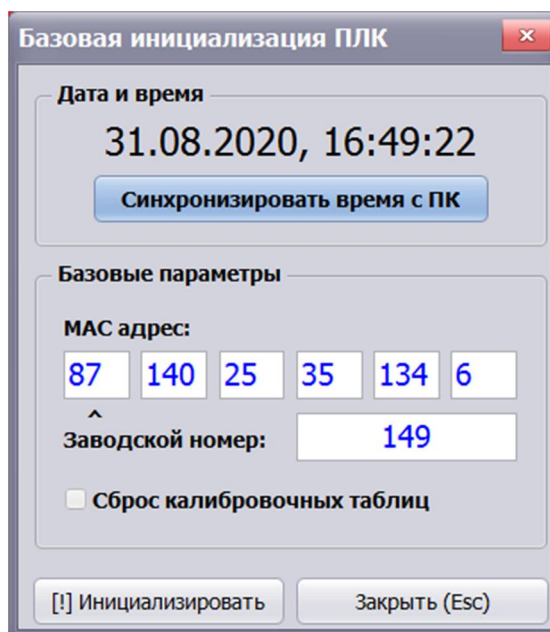 Базовая инициализация ПЛК
Дата и время
31.08.2020, 16:49:22
Синхронизировать время с ПК
Базовые параметры
MAC адрес:
87 140 25 35 134 6
^
Заводской номер: 149
Сброс калибровочных таблиц
[!] Инициализировать Закрыть (Esc)